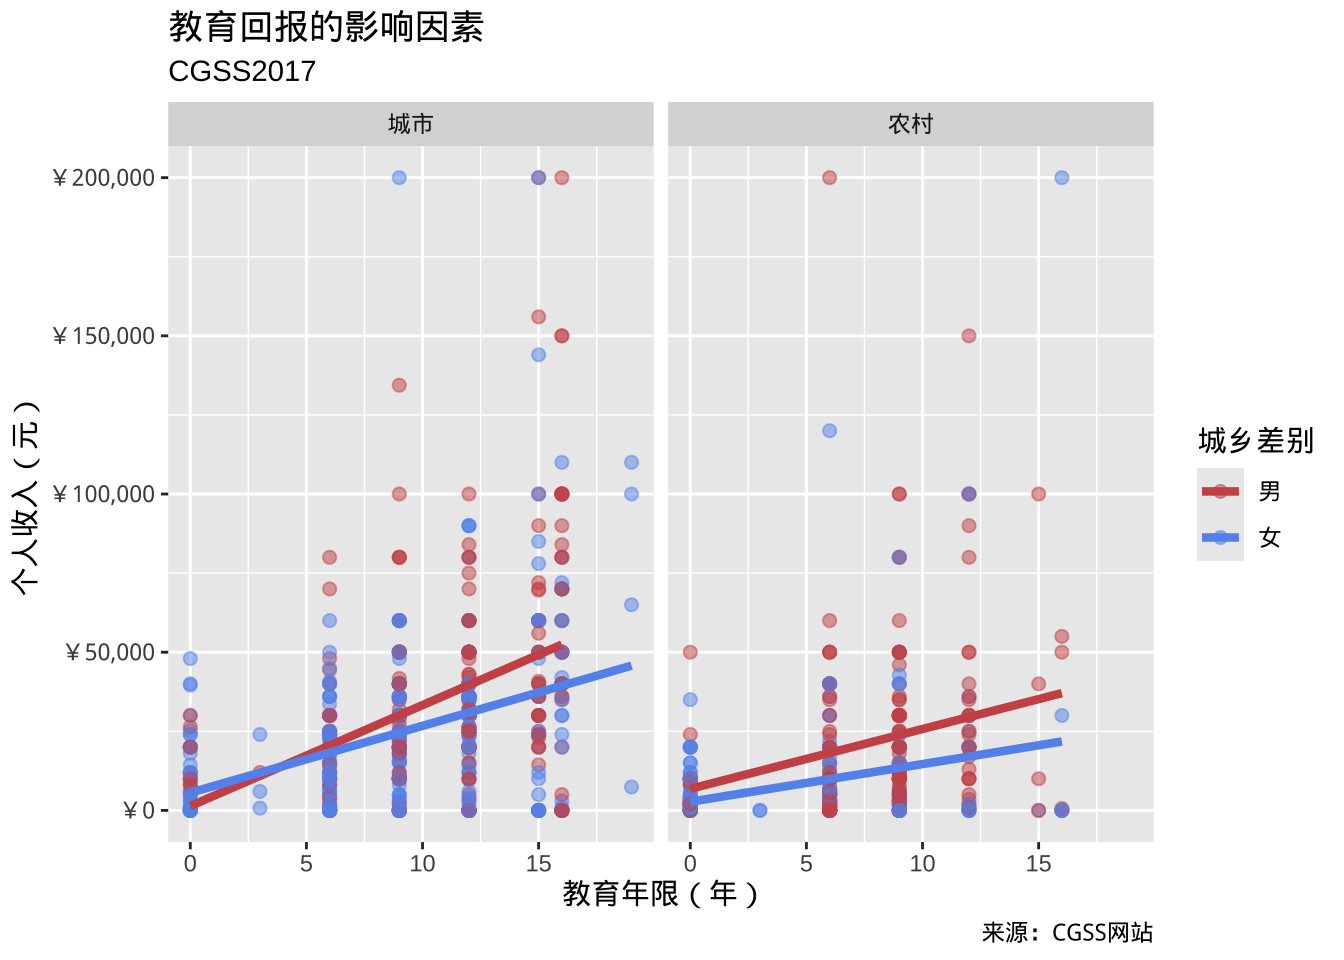 教育回报的影响因素
CGSS2017
城市
农村
¥ 200,000
¥ 150,000
¥ 100,000
¥ 50,000
¥ 0
个人收入（元）
0 5 10 15
0 5 10 15
教育年限（年）
城乡差别
男
女
来源：CGSS网站